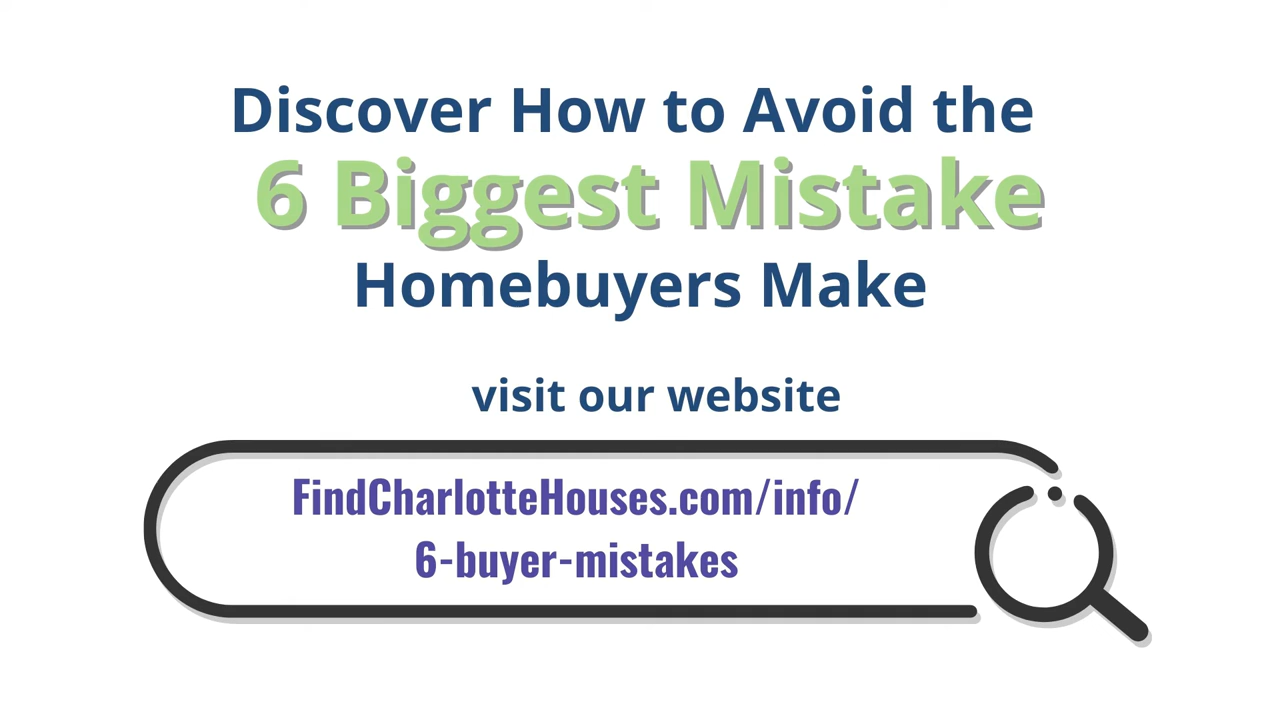 Discover How to Avoid the
6 Biggest Mistake
Homebuyers Make
visit our website
FindCharlotteHouses.com/info/
6-buyer-mistakes